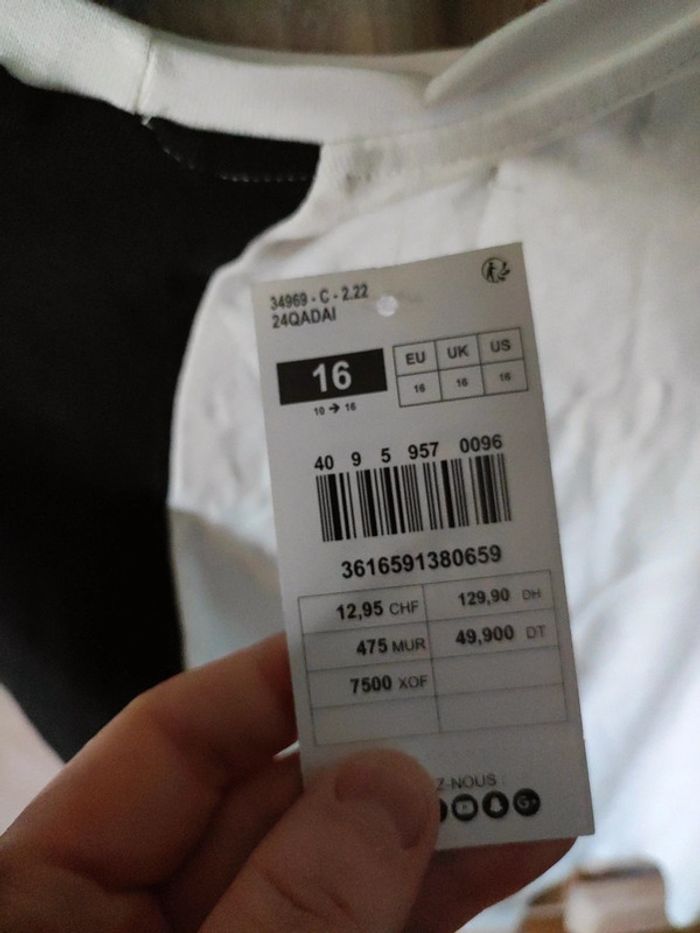 34969 - C - 2.22
24QADAI
16
10 → 16
EU UK US
16 16 16
40 9 5 957 0096
3616591380659
12,95 CHF 129,90 DH
475 MUR 49,900 DT
7500 XOF
Z-NOUS :
G+